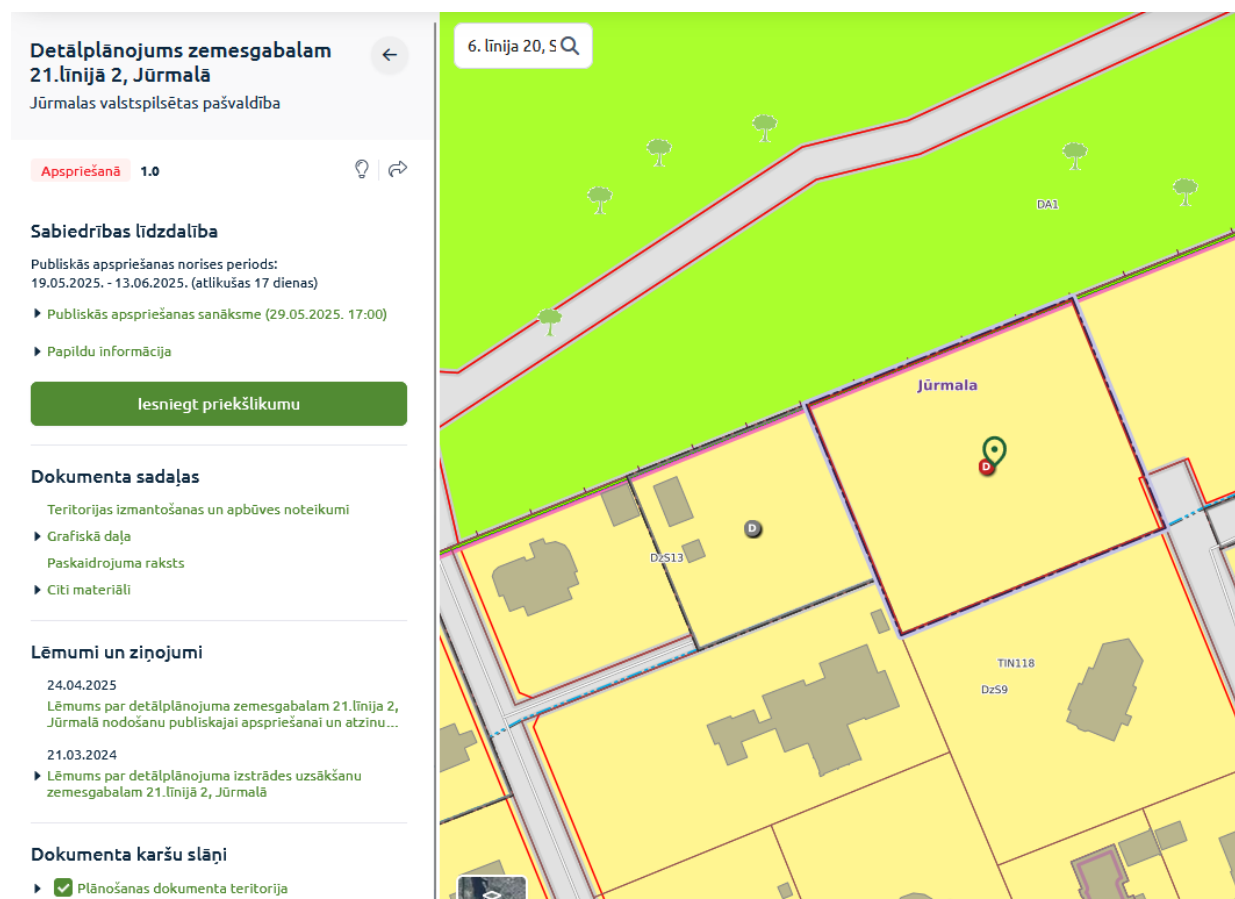 Detālplānojums zemesgabalam
21.līnijā 2, Jūrmalā
Jūrmalas valstspilsētas pašvaldība
Apspriešanā 1.0
Sabiedrības līdzdalība
Publiskās apspriešanas norises periods:
19.05.2025. - 13.06.2025. (atlikušas 17 dienas)
Publiskās apspriešanas sanāksme (29.05.2025. 17:00)
Papildu informācija
Iesniegt priekšlikumu
Dokumenta sadaļas
Teritorijas izmantošanas un apbūves noteikumi
Grafiskā daļa
Paskaidrojuma raksts
Citi materiāli
Lēmumi un ziņojumi
24.04.2025
Lēmums par detālplānojuma zemesgabalam 21.līnija 2,
Jūrmalā nodošanu publiskajai apspriešanai un atzinu...
21.03.2024
Lēmums par detālplānojuma izstrādes uzsākšanu
zemesgabalam 21.līnijā 2, Jūrmalā
Dokumenta karšu slāņi
Plānošanas dokumenta teritorija
6. līnija 20, S
DA1
Jūrmala
D
D
DzS13
TIN118
DzS9